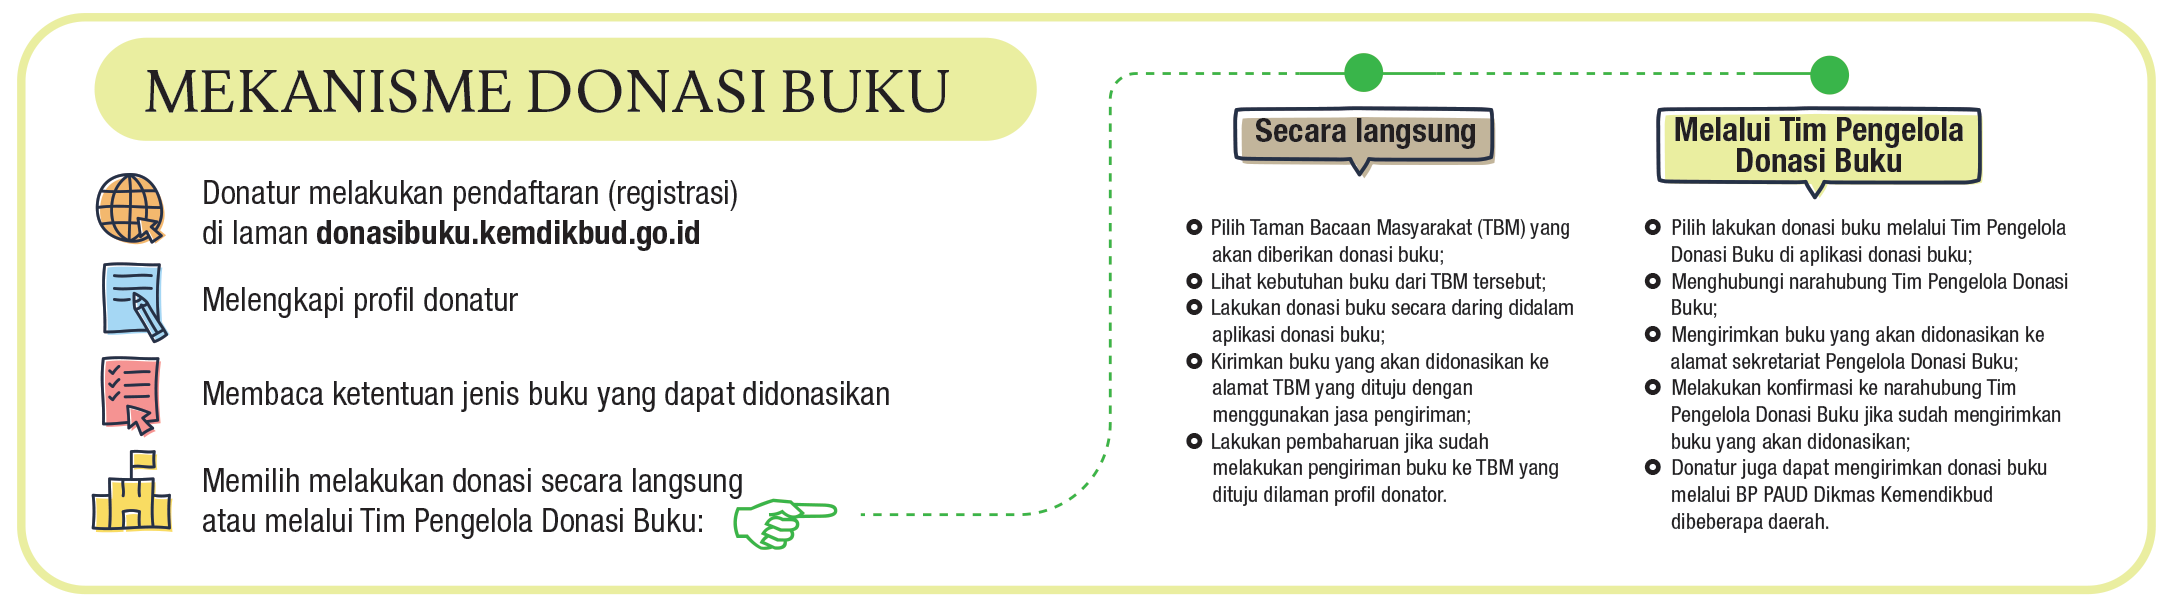 MEKANISME DONASI BUKU
Donatur melakukan pendaftaran (registrasi)
di laman donasibuku.kemdikbud.go.id
Melengkapi profil donatur
Membaca ketentuan jenis buku yang dapat didonasikan
Memilih melakukan donasi secara langsung
atau melalui Tim Pengelola Donasi Buku:
Secara langsung
Pilih Taman Bacaan Masyarakat (TBM) yang
akan diberikan donasi buku;
Lihat kebutuhan buku dari TBM tersebut;
Lakukan donasi buku secara daring didalam
aplikasi donasi buku;
Kirimkan buku yang akan didonasikan ke
alamat TBM yang dituju dengan
menggunakan jasa pengiriman;
Lakukan pembaharuan jika sudah
melakukan pengiriman buku ke TBM yang
dituju dilaman profil donator.
Melalui Tim Pengelola
Donasi Buku
Pilih lakukan donasi buku melalui Tim Pengelola
Donasi Buku di aplikasi donasi buku;
Menghubungi narahubung Tim Pengelola Donasi
Buku;
Mengirimkan buku yang akan didonasikan ke
alamat sekretariat Pengelola Donasi Buku;
Melakukan konfirmasi ke narahubung Tim
Pengelola Donasi Buku jika sudah mengirimkan
buku yang akan didonasikan;
Donatur juga dapat mengirimkan donasi buku
melalui BP PAUD Dikmas Kemendikbud
dibeberapa daerah.